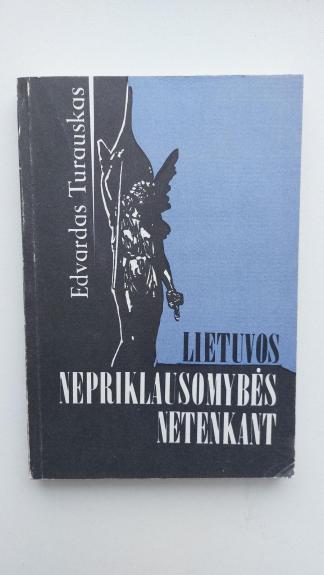 Edvardas Turauskas
LIETUVOS
NEPRIKLAUSOMYBĖS
NETENKANT